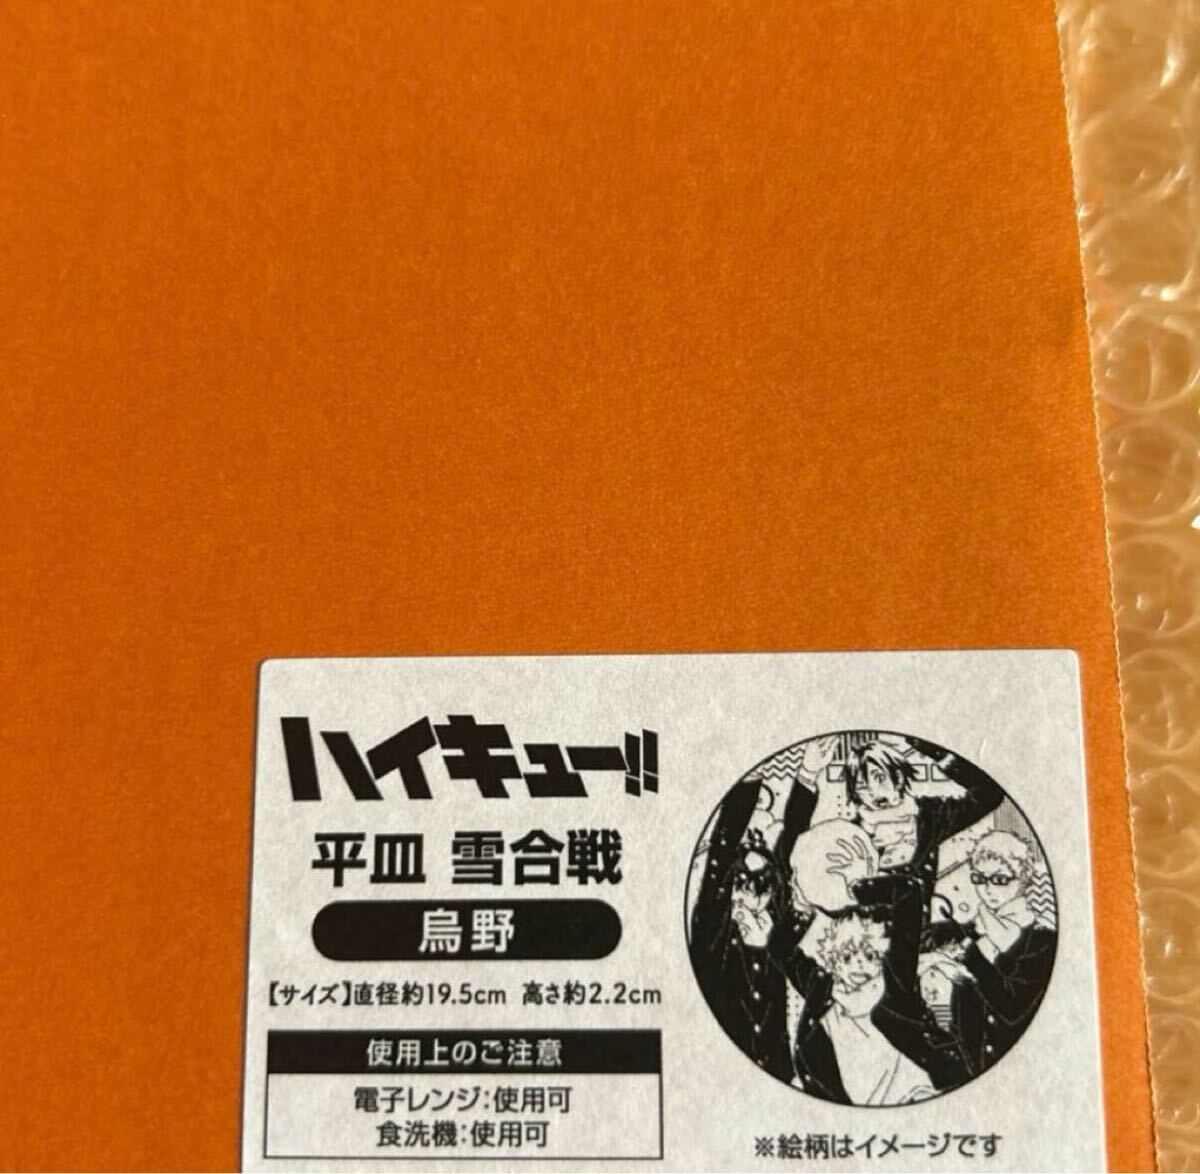 ハイキュー!!
平皿 雪合戦
烏野
【サイズ】直径約19.5cm 高さ約2.2cm
使用上のご注意
電子レンジ:使用可
食洗機:使用可
※絵柄はイメージです